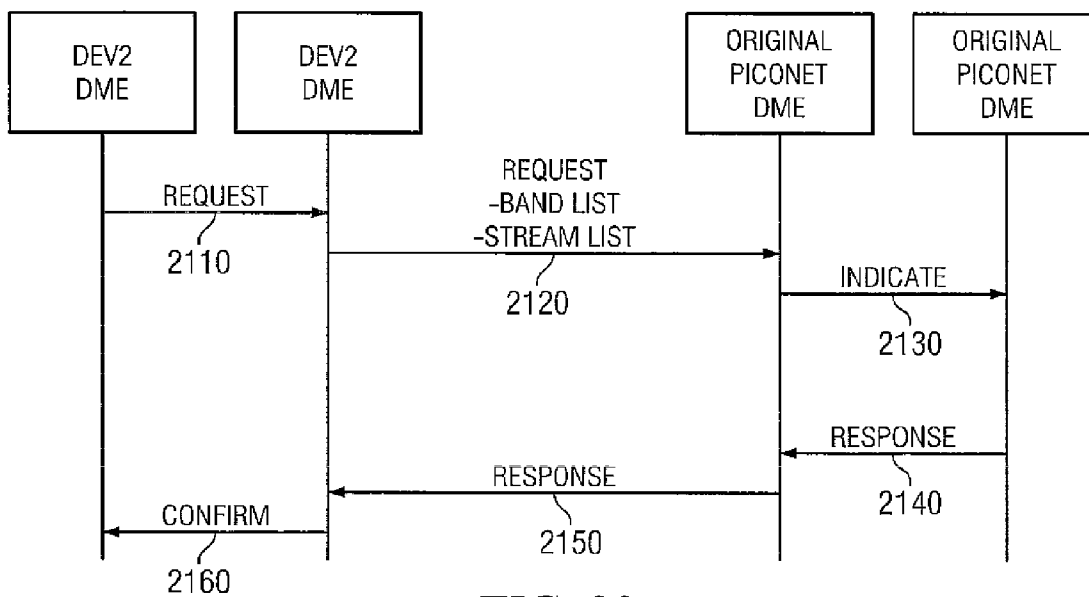 DEV2
DME
DEV2
DME
ORIGINAL
PICONET
DME
ORIGINAL
PICONET
DME
REQUEST
2110
REQUEST
-BAND LIST
-STREAM LIST
2120
INDICATE
2130
RESPONSE
2140
RESPONSE
2150
CONFIRM
2160